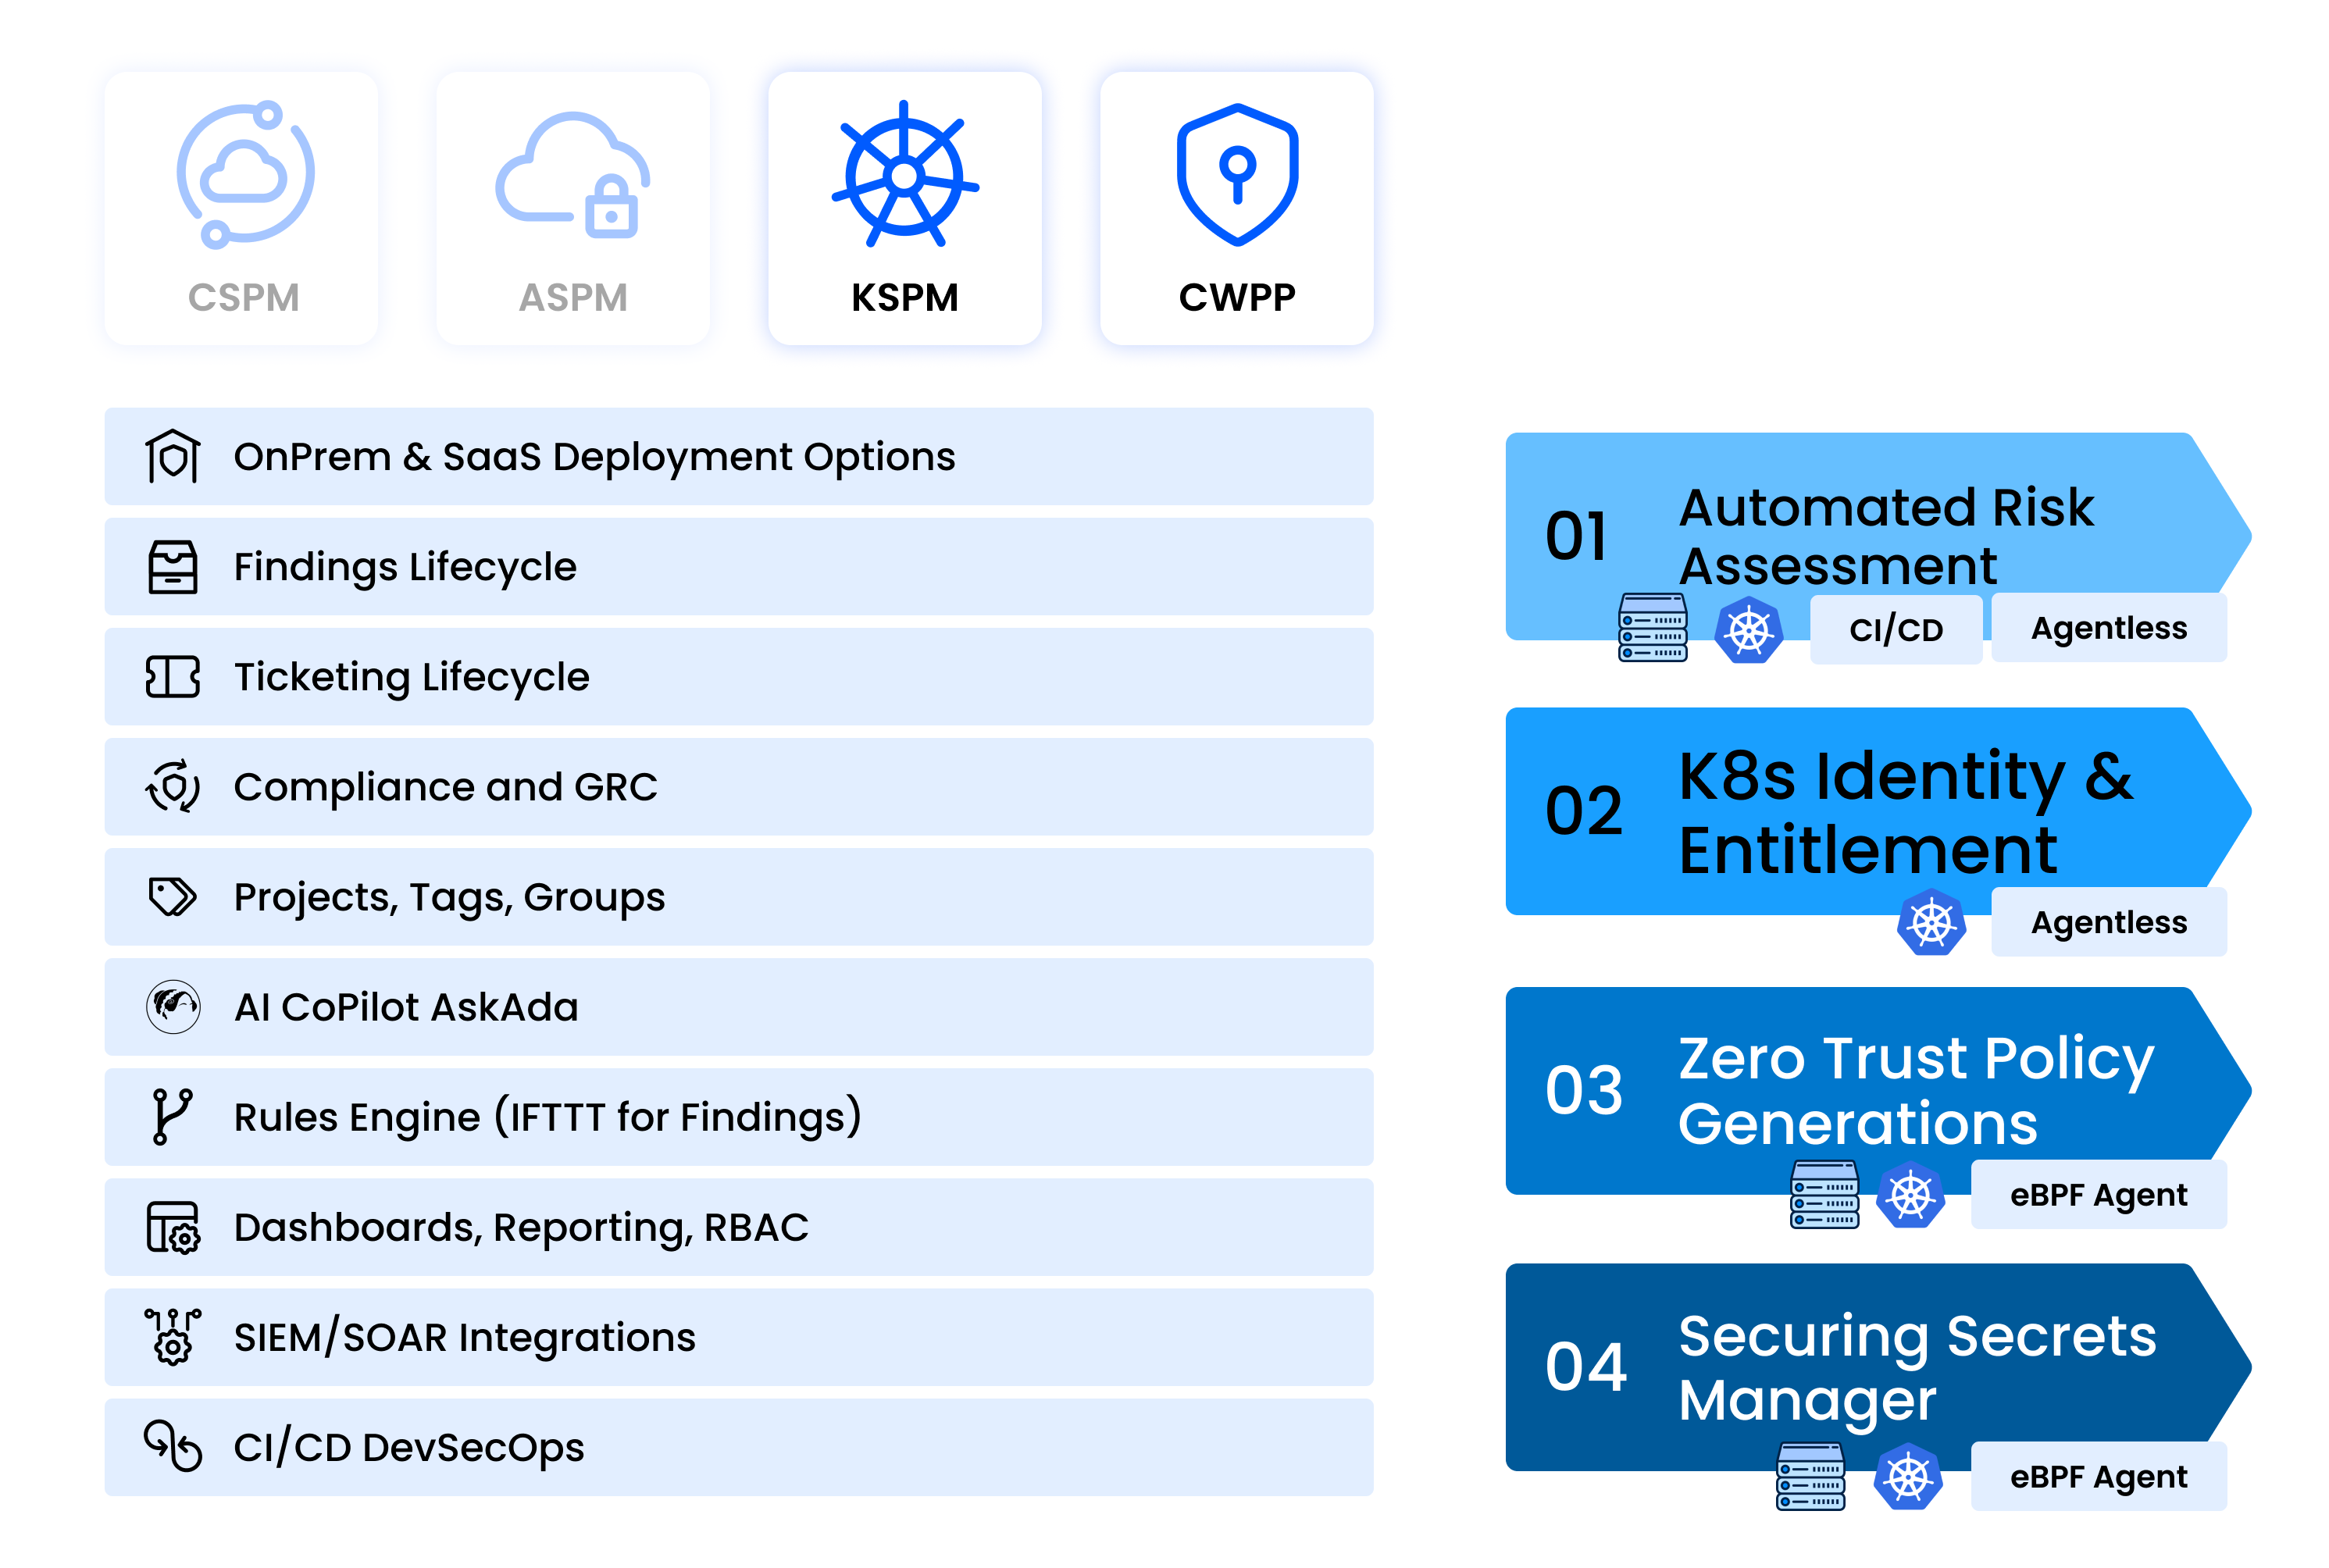 CSPM
ASPM
KSPM
CWPP
OnPrem & SaaS Deployment Options
Findings Lifecycle
Ticketing Lifecycle
Compliance and GRC
Projects, Tags, Groups
AI CoPilot AskAda
Rules Engine (IFTTT for Findings)
Dashboards, Reporting, RBAC
SIEM/SOAR Integrations
CI/CD DevSecOps
01
Automated Risk
Assessment
CI/CD
Agentless
02
K8s Identity &
Entitlement
Agentless
03
Zero Trust Policy
Generations
eBPF Agent
04
Securing Secrets
Manager
eBPF Agent